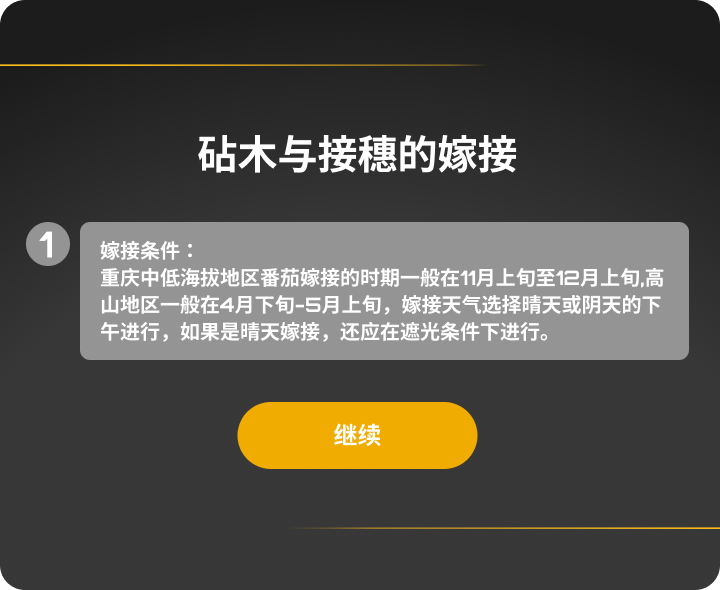 砧木与接穗的嫁接
1
嫁接条件：
重庆中低海拔地区番茄嫁接的时期一般在11月上旬至12月上旬,高
山地区一般在4月下旬-5月上旬，嫁接天气选择晴天或阴天的下
午进行，如果是晴天嫁接，还应在遮光条件下进行。
继续